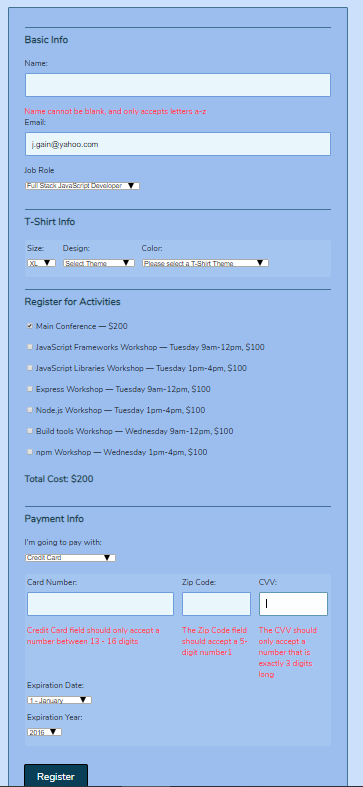 Basic Info
Name:
Name cannot be blank, and only accepts letters a-z
Email:
j.gain@yahoo.com
Job Role
Full Stack JavaScript Developer
T-Shirt Info
Size: Design: Color:
XL Select Theme Please select a T-Shirt Theme
Register for Activities
Main Conference — $200
JavaScript Frameworks Workshop — Tuesday 9am-12pm, $100
JavaScript Libraries Workshop — Tuesday 1pm-4pm, $100
Express Workshop — Tuesday 9am-12pm, $100
Node.js Workshop — Tuesday 1pm-4pm, $100
Build tools Workshop — Wednesday 9am-12pm, $100
npm Workshop — Wednesday 1pm-4pm, $100
Total Cost: $200
Payment Info
I'm going to pay with:
Credit Card
Card Number: Zip Code: CVV:
Credit Card field should only accept a
number between 13 - 16 digits
The Zip Code field
should accept a 5-
digit number1
The CVV should
only accept a
number that is
exactly 3 digits
long
Expiration Date:
1 - January
Expiration Year:
2016
Register